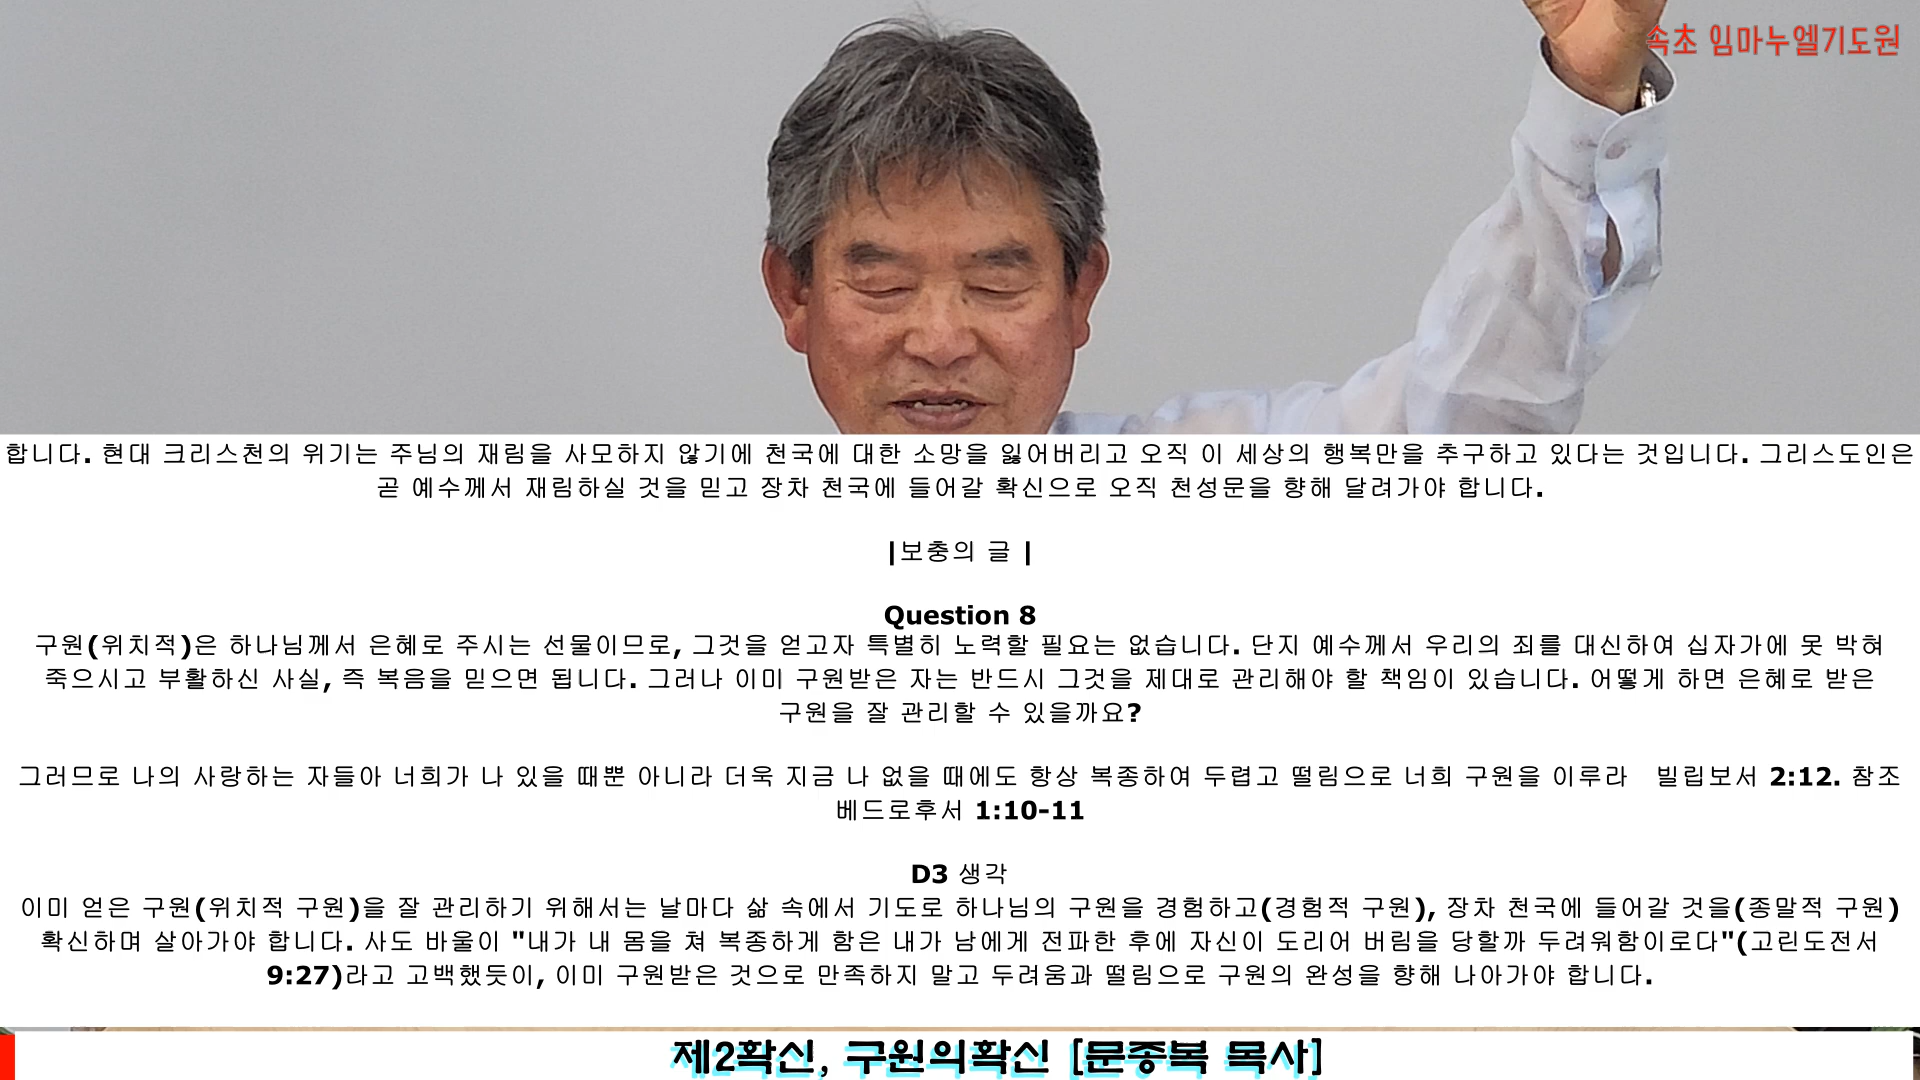 속초 임마누엘기도원
합니다. 현대 크리스천의 위기는 주님의 재림을 사모하지 않기에 천국에 대한 소망을 잃어버리고 오직 이 세상의 행복만을 추구하고 있다는 것입니다. 그리스도인은
곧 예수께서 재림하실 것을 믿고 장차 천국에 들어갈 확신으로 오직 천성문을 향해 달려가야 합니다.
|보충의 글 |
Question 8
구원(위치적)은 하나님께서 은혜로 주시는 선물이므로, 그것을 얻고자 특별히 노력할 필요는 없습니다. 단지 예수께서 우리의 죄를 대신하여 십자가에 못 박혀
죽으시고 부활하신 사실, 즉 복음을 믿으면 됩니다. 그러나 이미 구원받은 자는 반드시 그것을 제대로 관리해야 할 책임이 있습니다. 어떻게 하면 은혜로 받은
구원을 잘 관리할 수 있을까요?
그러므로 나의 사랑하는 자들아 너희가 나 있을 때뿐 아니라 더욱 지금 나 없을 때에도 항상 복종하여 두렵고 떨림으로 너희 구원을 이루라 빌립보서 2:12. 참조
베드로후서 1:10-11
D3 생각
이미 얻은 구원(위치적 구원)을 잘 관리하기 위해서는 날마다 삶 속에서 기도로 하나님의 구원을 경험하고(경험적 구원), 장차 천국에 들어갈 것을(종말적 구원)
확신하며 살아가야 합니다. 사도 바울이 "내가 내 몸을 쳐 복종하게 함은 내가 남에게 전파한 후에 자신이 도리어 버림을 당할까 두려워함이로다"(고린도전서
9:27)라고 고백했듯이, 이미 구원받은 것으로 만족하지 말고 두려움과 떨림으로 구원의 완성을 향해 나아가야 합니다.
제2확신, 구원의확신 [문종복 목사]